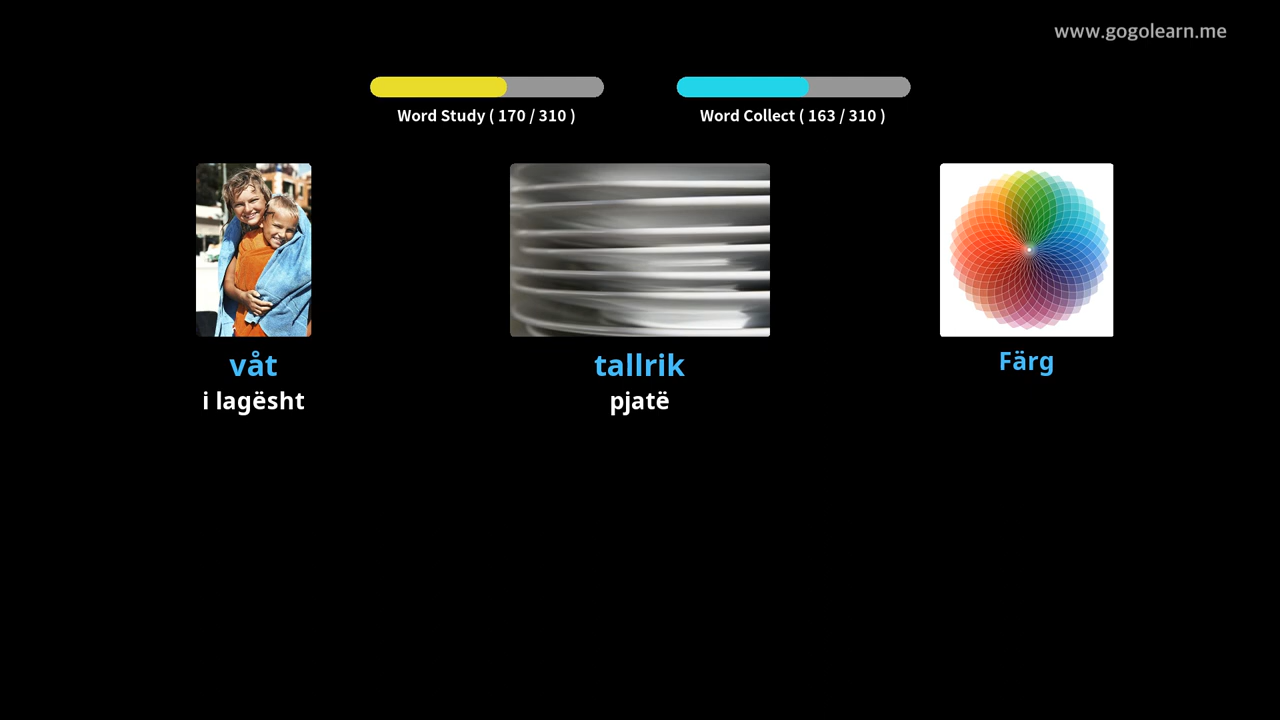 www.gogolearn.me
Word Study ( 170 / 310 )
Word Collect ( 163 / 310 )
våt
i lagësht
tallrik
pjatë
Färg